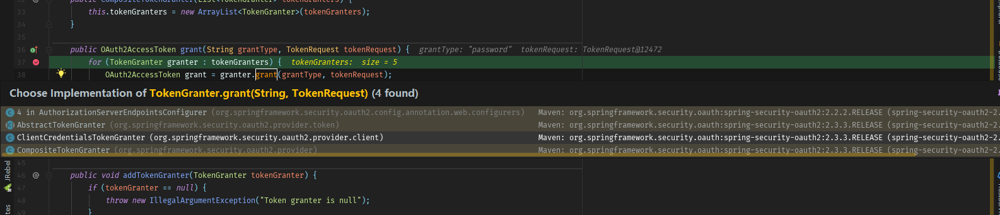 32 @ public CompositeTokenGranter(List<TokenGranter> tokenGranters) {
33 this.tokenGranters = new ArrayList<TokenGranter>(tokenGranters);
34 }
35
36 public OAuth2AccessToken grant(String grantType, TokenRequest tokenRequest) { grantType: "password" tokenRequest: TokenRequest@12472
37 for (TokenGranter granter : tokenGranters) { tokenGranters: size = 5
38 OAuth2AccessToken grant = granter.grant(grantType, tokenRequest);
Choose Implementation of TokenGranter.grant(String, TokenRequest) (4 found)
4 in AuthorizationServerEndpointsConfigurer (org.springframework.security.oauth2.config.annotation.web.configurers) Maven: org.springframework.security.oauth:spring-security-oauth2:2.2.2.RELEASE (spring-security-oauth2-2.
AbstractTokenGranter (org.springframework.security.oauth2.provider.token) Maven: org.springframework.security.oauth:spring-security-oauth2:2.3.3.RELEASE (spring-security-oauth2-2.
ClientCredentialsTokenGranter (org.springframework.security.oauth2.provider.client) Maven: org.springframework.security.oauth:spring-security-oauth2:2.3.3.RELEASE (spring-security-oauth2-2.
CompositeTokenGranter (org.springframework.security.oauth2.provider) Maven: org.springframework.security.oauth:spring-security-oauth2:2.3.3.RELEASE (spring-security-oauth2-2.
45
46 @ public void addTokenGranter(TokenGranter tokenGranter) {
47 if (tokenGranter == null) {
48 throw new IllegalArgumentException("Token granter is null");
49 }
JRebel